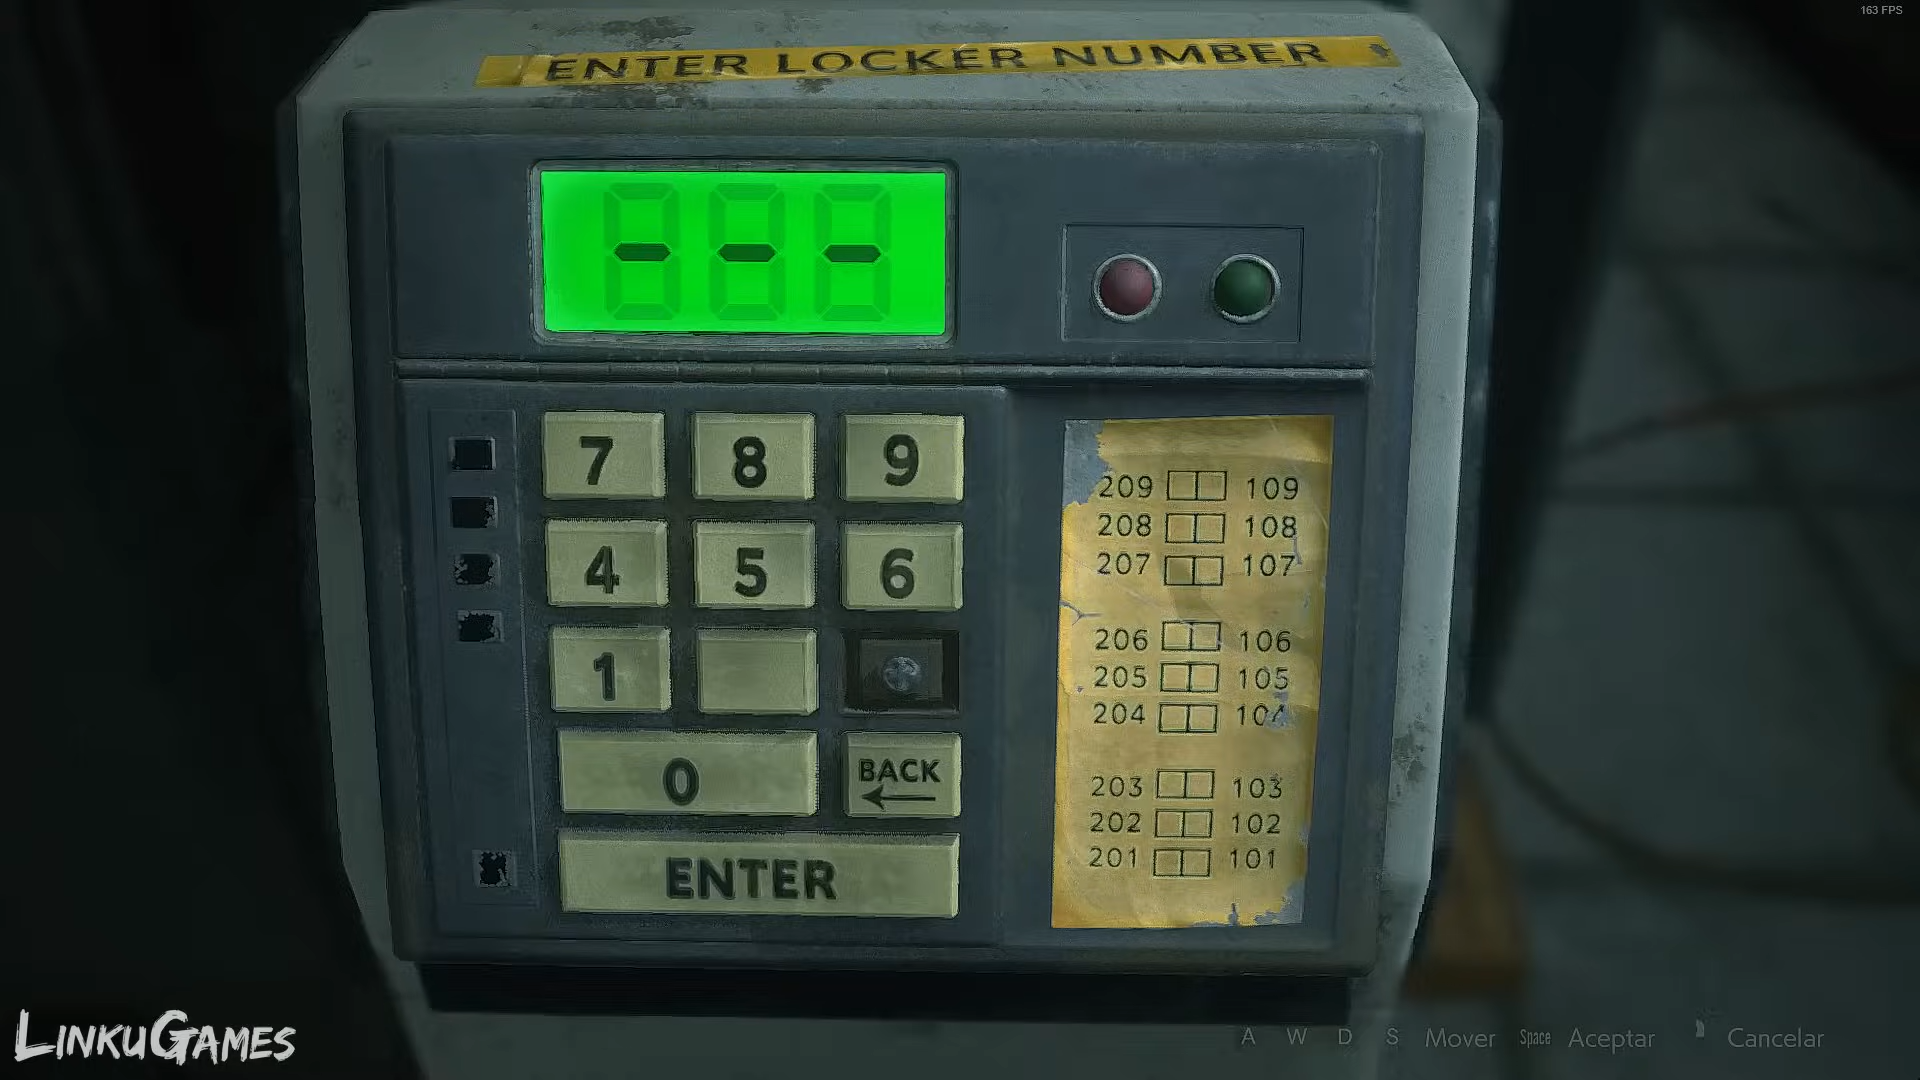 163 FPS
ENTER LOCKER NUMBER
7 8 9
4 5 6
1
0 BACK
ENTER
209 109
208 108
207 107
206 106
205 105
204 104
203 103
202 102
201 101
LINKUGAMES
A W D S Mover Space Aceptar Cancelar